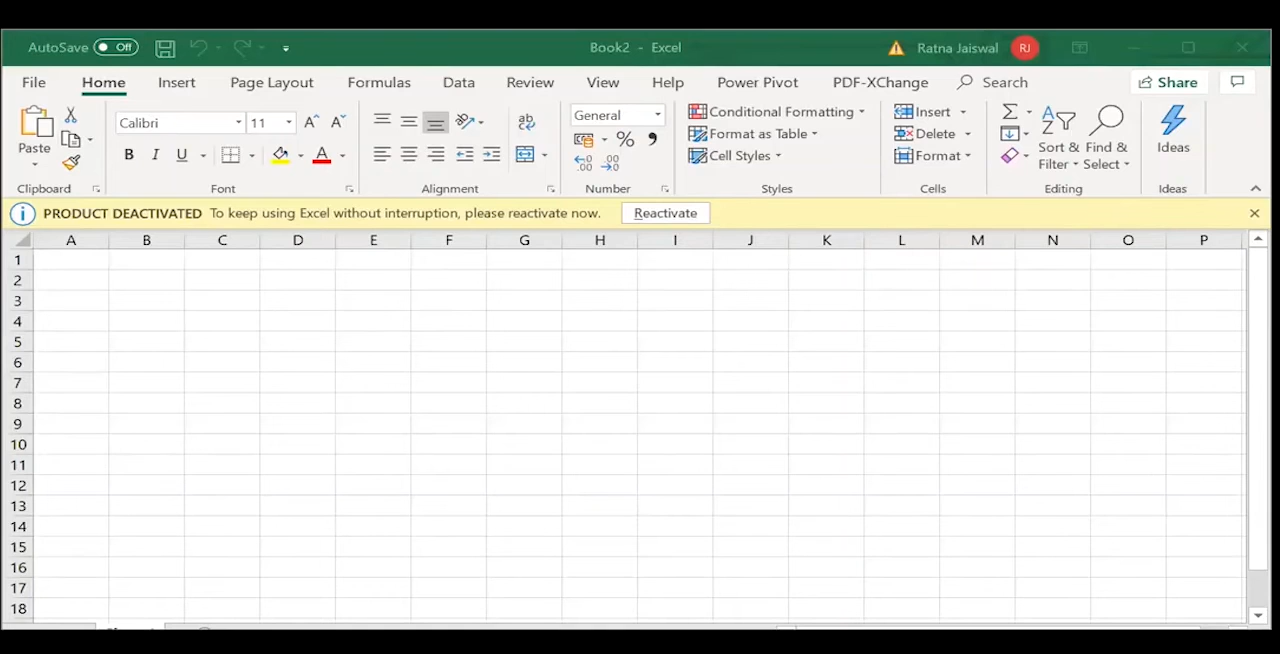 AutoSave Off Book2 - Excel Ratna Jaiswal RJ
File Home Insert Page Layout Formulas Data Review View Help Power Pivot PDF-XChange Search Share
Paste Calibri 11 General Conditional Formatting Insert Sort & Find & Ideas
B I U Format as Table Delete Filter Select
Cell Styles Format
Clipboard Font Alignment Number Styles Cells Editing Ideas
PRODUCT DEACTIVATED To keep using Excel without interruption, please reactivate now. Reactivate
A B C D E F G H I J K L M N O P
1
2
3
4
5
6
7
8
9
10
11
12
13
14
15
16
17
18